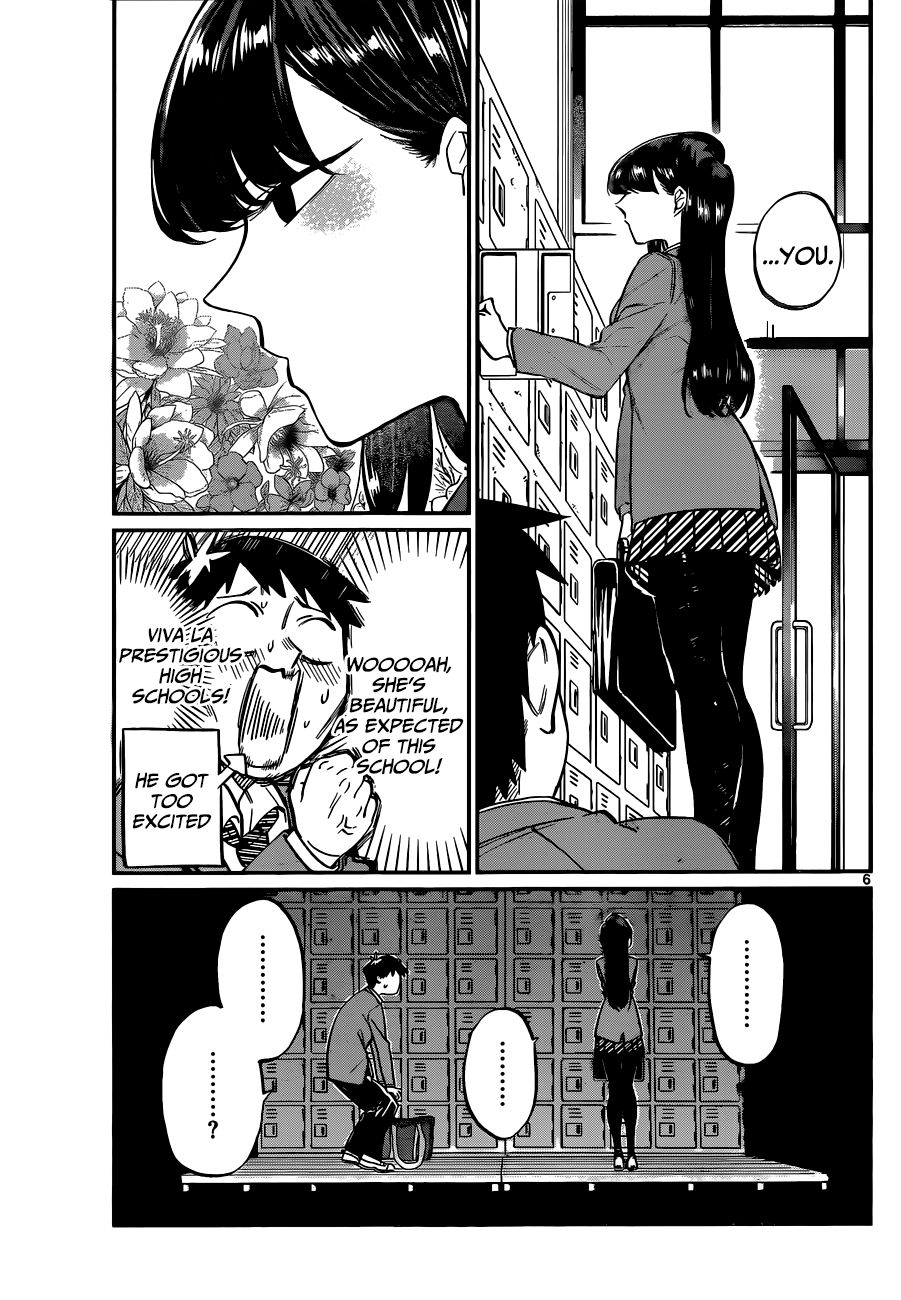 ...YOU.
WOOOOAH,
SHE'S
BEAUTIFUL,
AS EXPECTED
OF THIS
SCHOOL!
VIVA LA
PRESTIGIOUS
HIGH
SCHOOLS!
HE GOT
TOO
EXCITED
6
.........
.........
.........
.........?